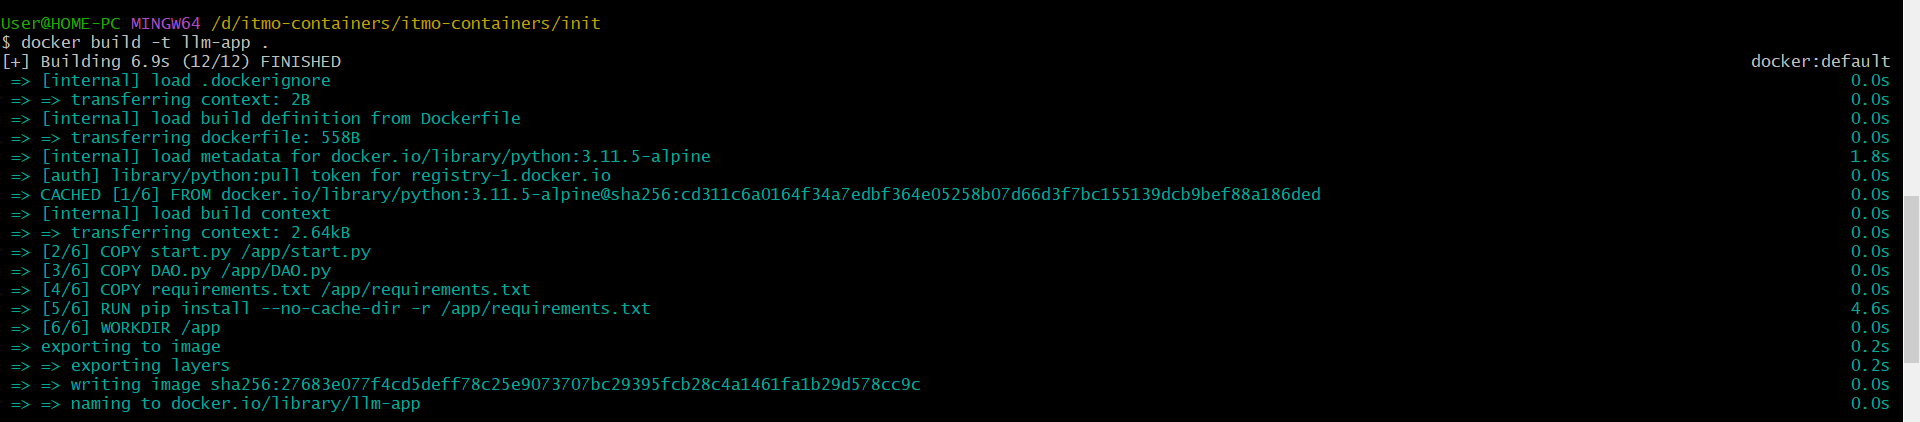 User@HOME-PC MINGW64 /d/itmo-containers/itmo-containers/init
$ docker build -t llm-app .
[+] Building 6.9s (12/12) FINISHED docker:default
=> [internal] load .dockerignore 0.0s
=> => transferring context: 2B 0.0s
=> [internal] load build definition from Dockerfile 0.0s
=> => transferring dockerfile: 558B 0.0s
=> [internal] load metadata for docker.io/library/python:3.11.5-alpine 1.8s
=> [auth] library/python:pull token for registry-1.docker.io 0.0s
=> CACHED [1/6] FROM docker.io/library/python:3.11.5-alpine@sha256:cd311c6a0164f34a7edbf364e05258b07d66d3f7bc155139dcb9bef88a186ded 0.0s
=> [internal] load build context 0.0s
=> => transferring context: 2.64kB 0.0s
=> [2/6] COPY start.py /app/start.py 0.0s
=> [3/6] COPY DAO.py /app/DAO.py 0.0s
=> [4/6] COPY requirements.txt /app/requirements.txt 0.0s
=> [5/6] RUN pip install --no-cache-dir -r /app/requirements.txt 4.6s
=> [6/6] WORKDIR /app 0.0s
=> exporting to image 0.2s
=> => exporting layers 0.2s
=> => writing image sha256:27683e077f4cd5deff78c25e9073707bc29395fcb28c4a1461fa1b29d578cc9c 0.0s
=> => naming to docker.io/library/llm-app 0.0s